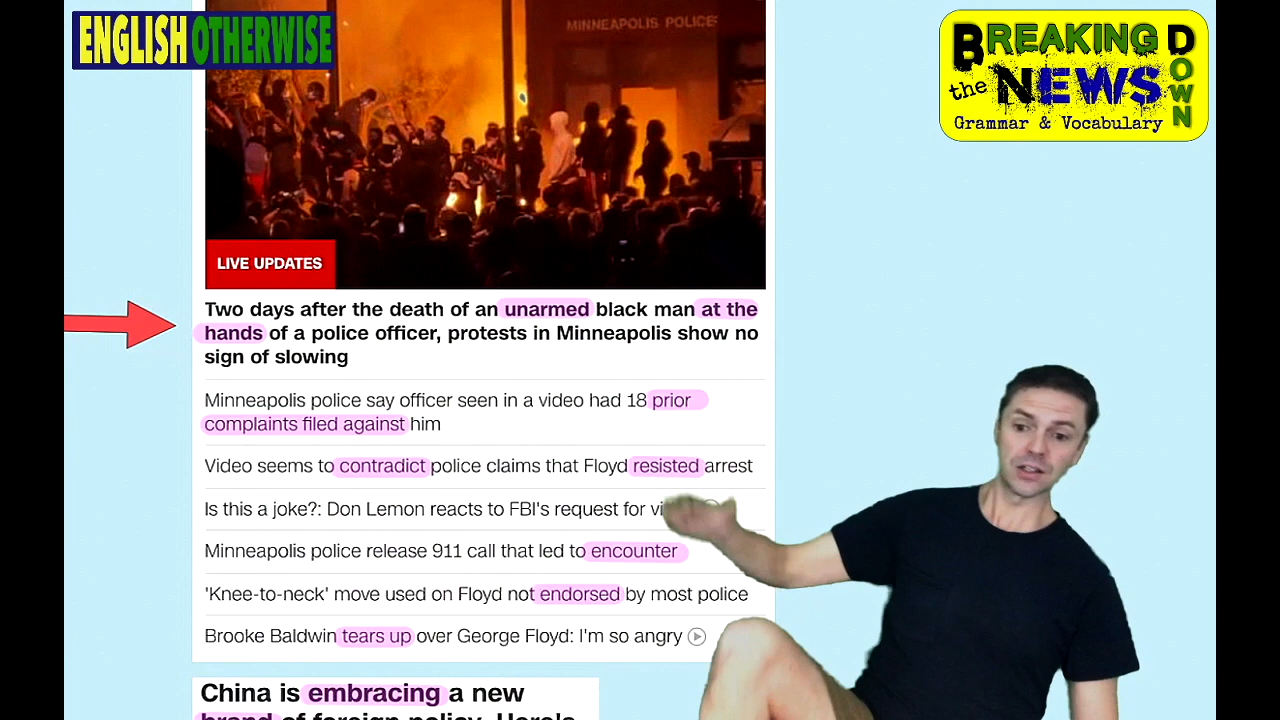 ENGLISH OTHERWISE
MINNEAPOLIS POLICE
BREAKING DOWN
the NEWS
Grammar & Vocabulary
LIVE UPDATES
Two days after the death of an unarmed black man at the
hands of a police officer, protests in Minneapolis show no
sign of slowing
Minneapolis police say officer seen in a video had 18 prior
complaints filed against him
Video seems to contradict police claims that Floyd resisted arrest
Is this a joke?: Don Lemon reacts to FBI's request for
Minneapolis police release 911 call that led to encounter
'Knee-to-neck' move used on Floyd not endorsed by most police
Brooke Baldwin tears up over George Floyd: I'm so angry
China is embracing a new
brand of foreign policy. Here's